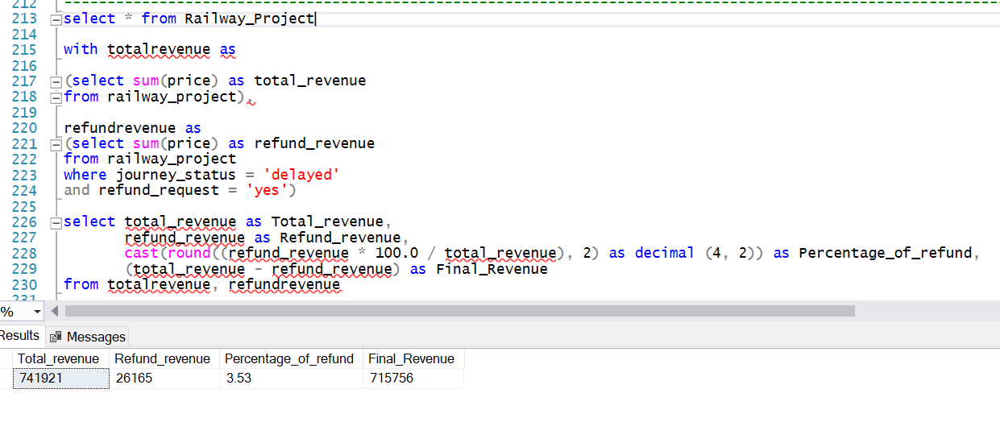 212 --------------------------------------------------------------------------------
213 select * from Railway_Project
214
215 with totalrevenue as
216
217 (select sum(price) as total_revenue
218 from railway_project),
219
220 refundrevenue as
221 (select sum(price) as refund_revenue
222 from railway_project
223 where journey_status = 'delayed'
224 and refund_request = 'yes')
225
226 select total_revenue as Total_revenue,
227 refund_revenue as Refund_revenue,
228 cast(round((refund_revenue * 100.0 / total_revenue), 2) as decimal (4, 2)) as Percentage_of_refund,
229 (total_revenue - refund_revenue) as Final_Revenue
230 from totalrevenue, refundrevenue
231
%
Results Messages
Total_revenue Refund_revenue Percentage_of_refund Final_Revenue
741921 26165 3.53 715756